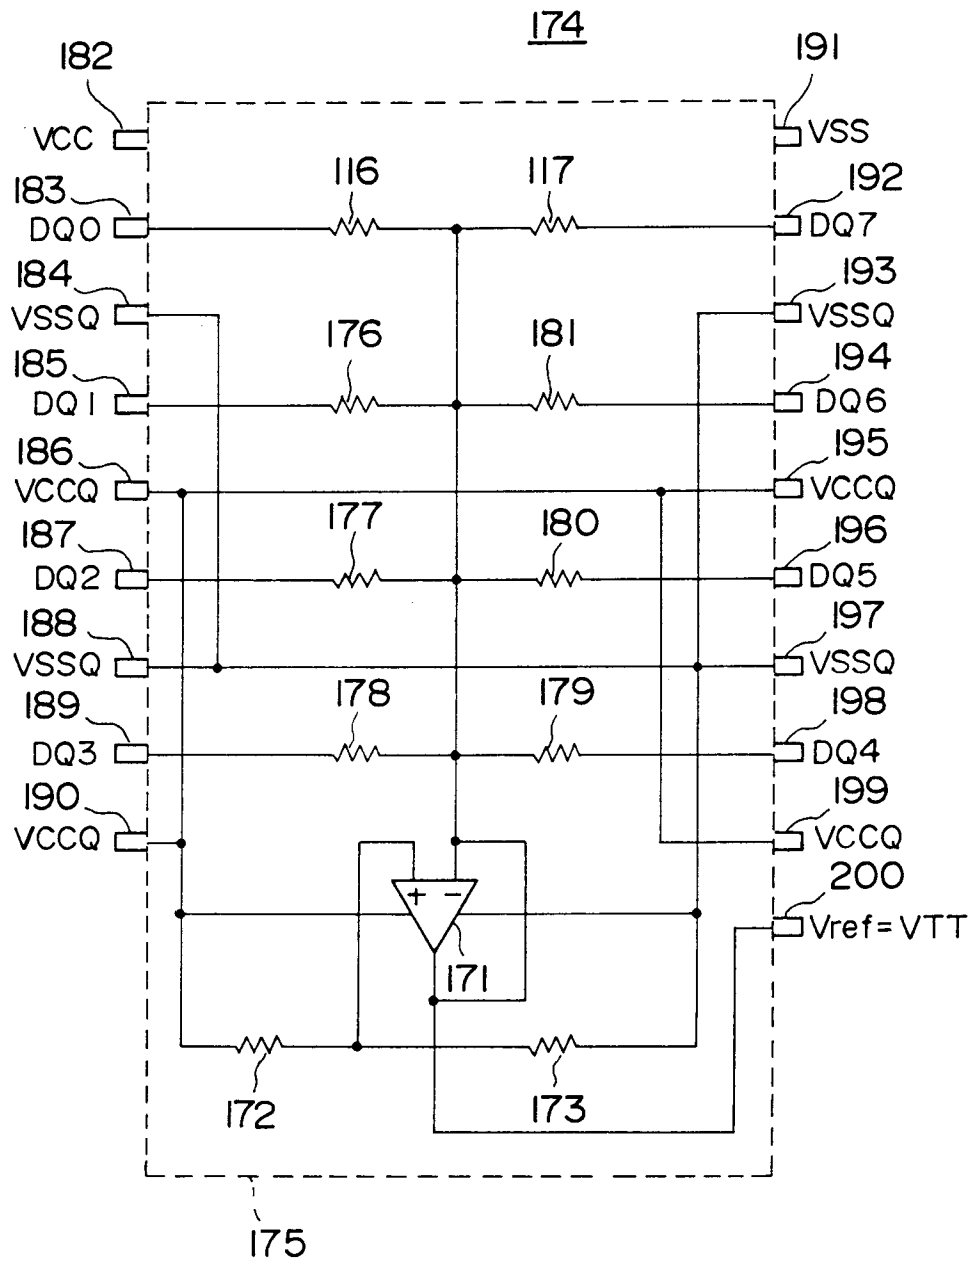 174
182
191
VCC
VSS
183
116
117
192
DQ0
DQ7
184
193
VSSQ
VSSQ
185
176
181
194
DQ1
DQ6
186
195
VCCQ
VCCQ
187
177
180
196
DQ2
DQ5
188
197
VSSQ
VSSQ
189
178
179
198
DQ3
DQ4
190
199
VCCQ
VCCQ
200
+ −
Vref=VTT
171
172
173
175